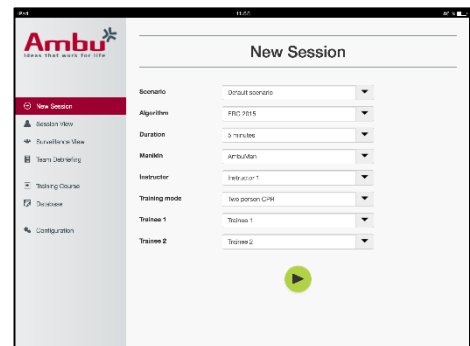 iPad 11:00
Ambu
Ideas that work for life
New Session
New Session
Session View
Surveillance View
Team Debriefing
Training Course
Database
Configuration
Scenario Default scenario
Algorithm ERC 2015
Duration 5 minutes
Manikin AmbuMan
Instructor Instructor 1
Training mode Two person CPR
Trainee 1 Trainee 1
Trainee 2 Trainee 2